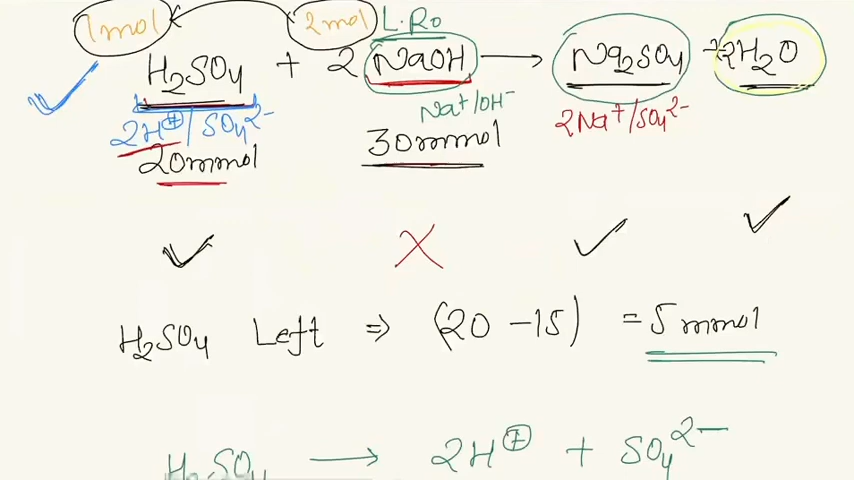 1mol 2mol L.Ro
H₂SO₄ + 2 NaOH → Na₂SO₄ + 2H₂O
2H⁺/SO₄²⁻ Na⁺/OH⁻ 2Na⁺/SO₄²⁻
20mmol 30mmol
H₂SO₄ Left ⇒ (20 - 15) = 5mmol
H₂SO₄ → 2H⁺ + SO₄²⁻